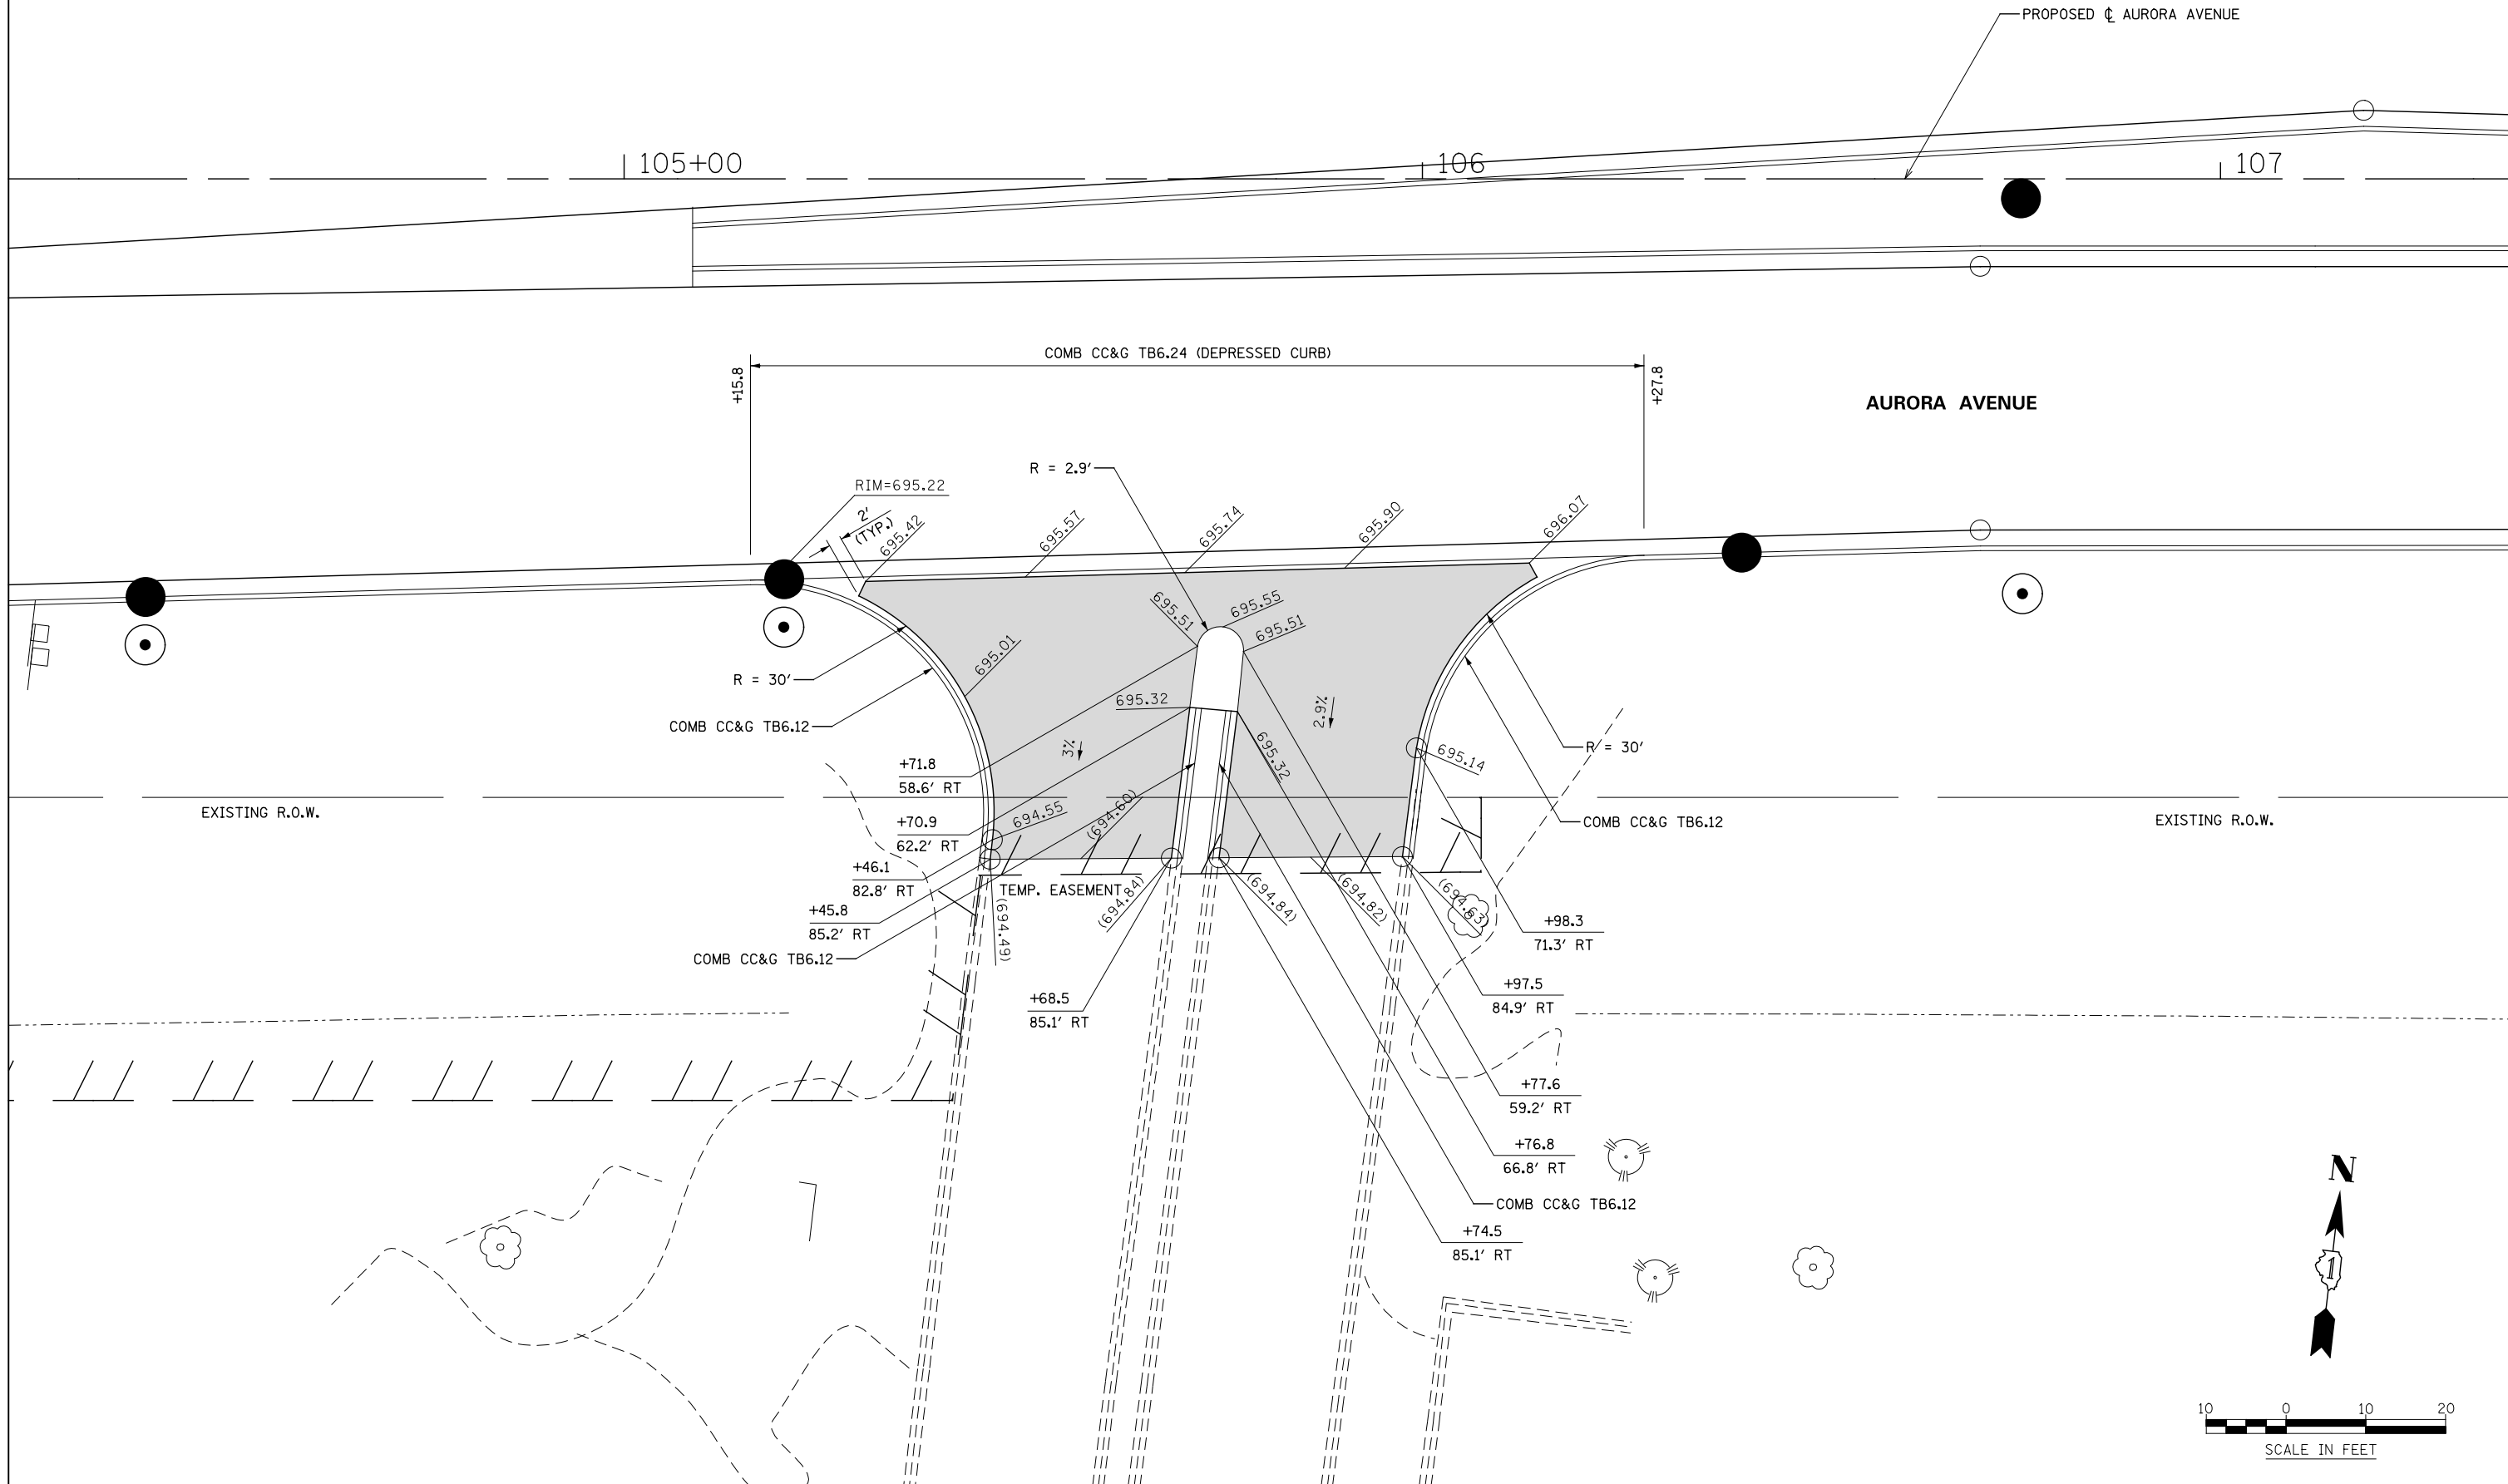 PROPOSED ℄ AURORA AVENUE
105+00
106
107
COMB CC&G TB6.24 (DEPRESSED CURB)
+15.8
+27.8
AURORA AVENUE
R = 2.9'
RIM=695.22
2'
(TYP.)
695.42
695.57
695.74
695.90
696.07
695.51
695.55
695.51
695.01
R = 30'
695.32
2.9%
COMB CC&G TB6.12
3%
695.32
695.14
R = 30'
+71.8
58.6' RT
EXISTING R.O.W.
694.55
(694.60)
COMB CC&G TB6.12
EXISTING R.O.W.
+70.9
62.2' RT
+46.1
82.8' RT
TEMP. EASEMENT
(694.84)
(694.84)
(694.82)
(694.63)
+45.8
85.2' RT
(694.49)
+98.3
71.3' RT
COMB CC&G TB6.12
+68.5
85.1' RT
+97.5
84.9' RT
+77.6
59.2' RT
+76.8
66.8' RT
COMB CC&G TB6.12
+74.5
85.1' RT
N
1
10 0 10 20
SCALE IN FEET